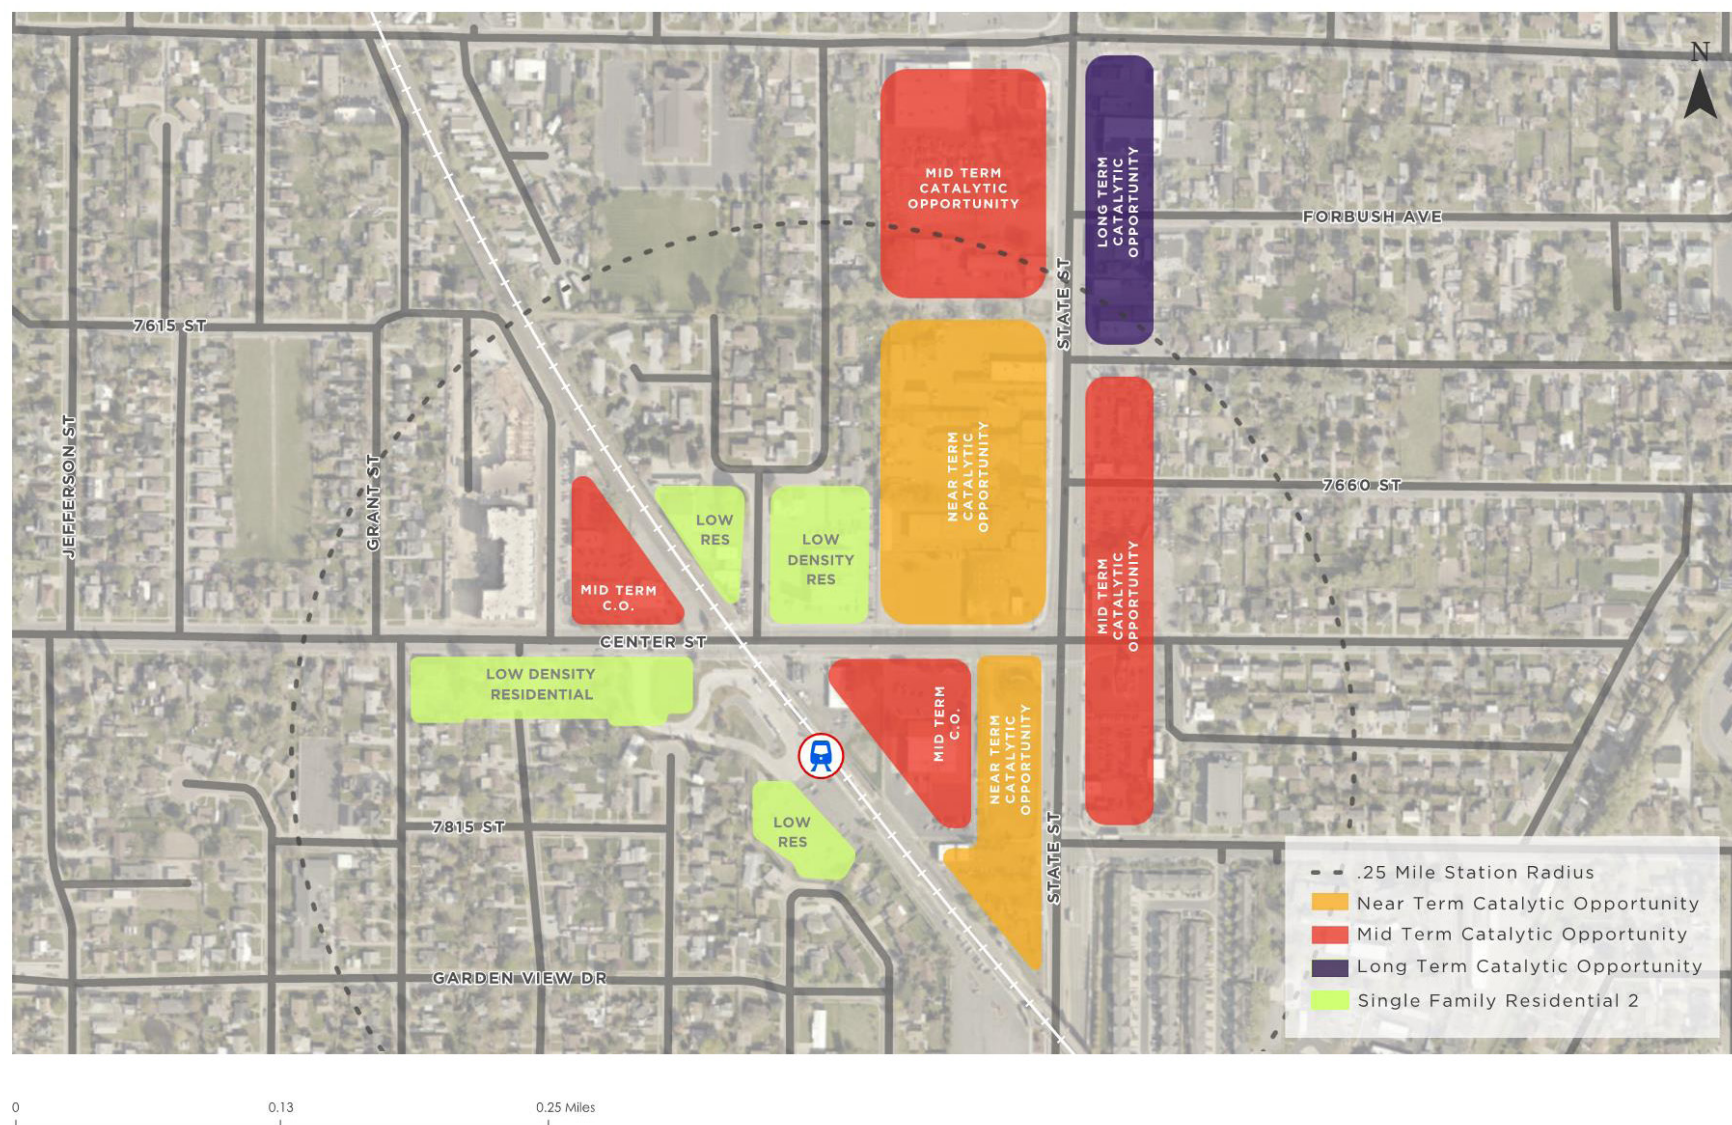 N
MID TERM
CATALYTIC
OPPORTUNITY
LONG TERM
CATALYTIC
OPPORTUNITY
FORBUSH AVE
STATE ST
7615 ST
JEFFERSON ST
GRANT ST
NEAR TERM
CATALYTIC
OPPORTUNITY
7660 ST
LOW
RES
LOW
DENSITY
RES
MID TERM
C.O.
MID TERM
CATALYTIC
OPPORTUNITY
CENTER ST
LOW DENSITY
RESIDENTIAL
MID TERM
C.O.
NEAR TERM
CATALYTIC
OPPORTUNITY
LOW
RES
7815 ST
STATE ST
GARDEN VIEW DR
.25 Mile Station Radius
Near Term Catalytic Opportunity
Mid Term Catalytic Opportunity
Long Term Catalytic Opportunity
Single Family Residential 2
0
0.13
0.25 Miles